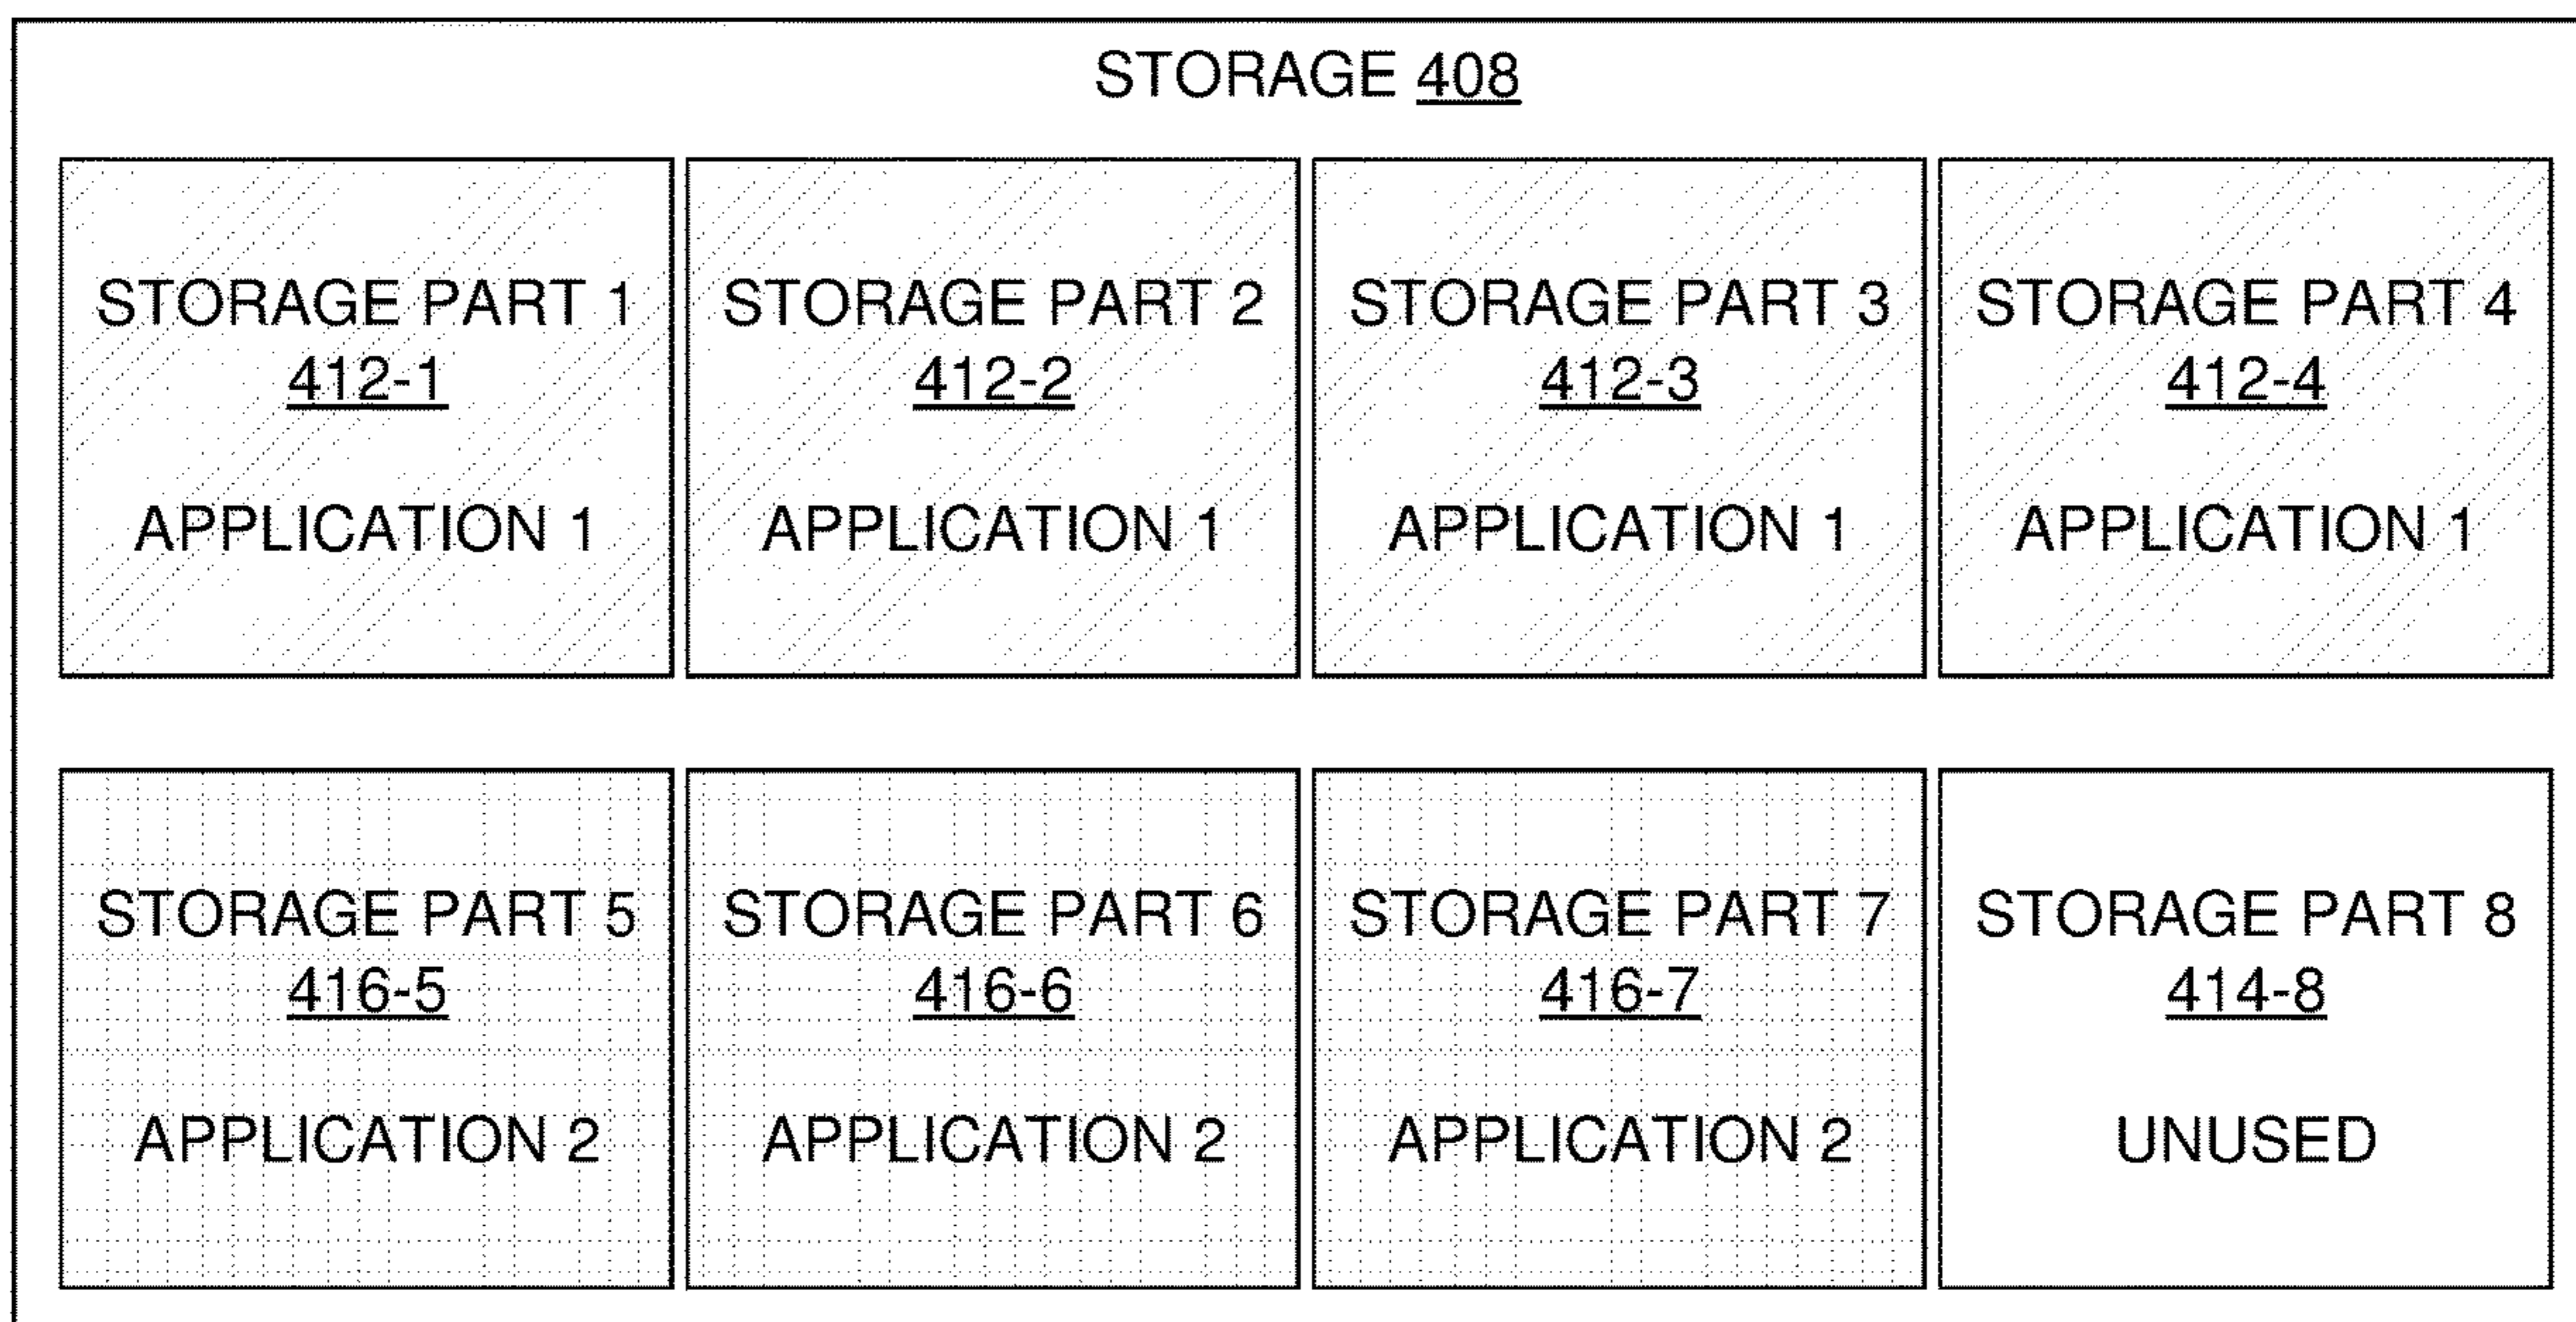 STORAGE 408
STORAGE PART 1
412-1
APPLICATION 1
STORAGE PART 2
412-2
APPLICATION 1
STORAGE PART 3
412-3
APPLICATION 1
STORAGE PART 4
412-4
APPLICATION 1
STORAGE PART 5
416-5
APPLICATION 2
STORAGE PART 6
416-6
APPLICATION 2
STORAGE PART 7
416-7
APPLICATION 2
STORAGE PART 8
414-8
UNUSED